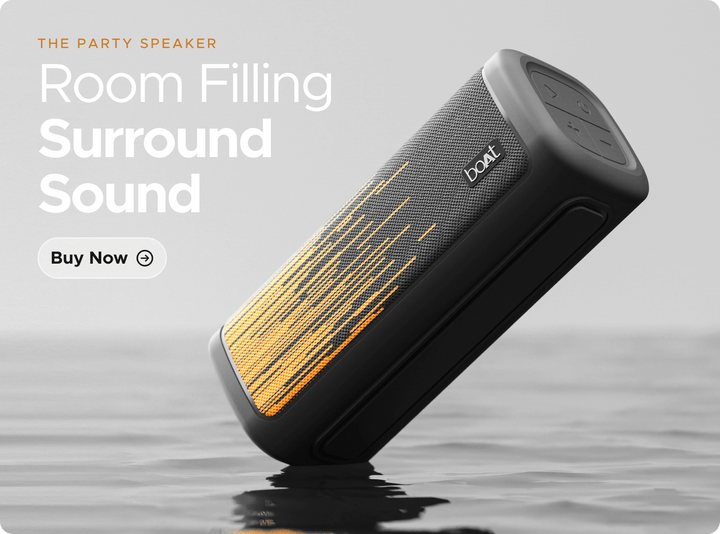 THE PARTY SPEAKER
Room Filling
Surround
Sound
Buy Now
boAt